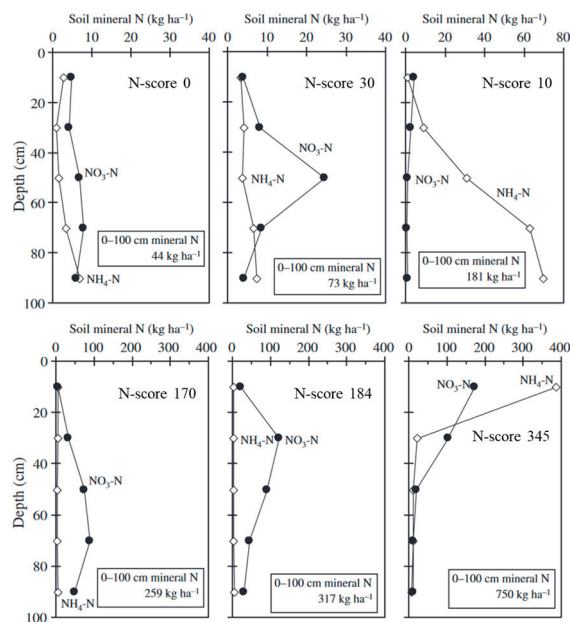 Soil mineral N (kg ha⁻¹) Soil mineral N (kg ha⁻¹) Soil mineral N (kg ha⁻¹)
0 20 40 0 20 40 0 20 40 60 80
0
20
40
60
80
100
Depth (cm)
N-score 0
NO₃-N
0–100 cm mineral N
44 kg ha⁻¹
NH₄-N
N-score 30
NO₃-N
NH₄-N
0–100 cm mineral N
73 kg ha⁻¹
N-score 10
NO₃-N
NH₄-N
0–100 cm mineral N
181 kg ha⁻¹
Soil mineral N (kg ha⁻¹) Soil mineral N (kg ha⁻¹) Soil mineral N (kg ha⁻¹)
0 100 200 300 400 0 100 200 300 400 0 100 200 300 400
0
20
40
60
80
100
Depth (cm)
N-score 170
NO₃-N
0–100 cm mineral N
259 kg ha⁻¹
NH₄-N
N-score 184
NH₄-N NO₃-N
0–100 cm mineral N
317 kg ha⁻¹
NO₃-N NH₄-N
N-score 345
0–100 cm mineral N
750 kg ha⁻¹